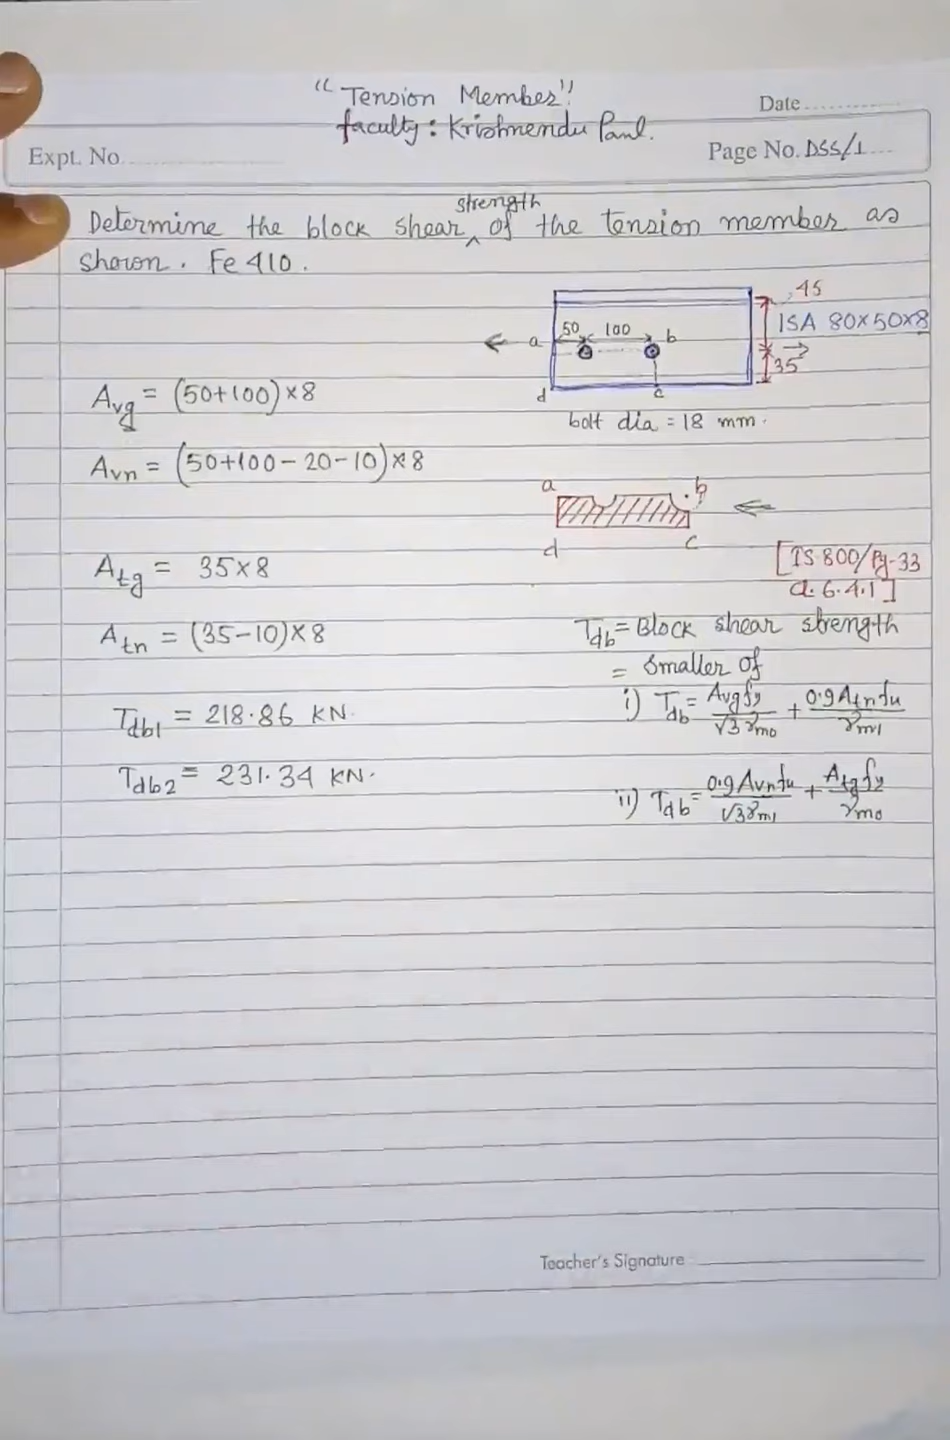 "Tension Member"
faculty: Krishnendu Paul.
Date
Expt. No.
Page No. DSS/1
Determine the block shear strength of the tension member as
shown. Fe 410.
45
50 100
a
b
ISA 80×50×8
35
d
c
bolt dia = 18 mm.
Avg = (50+100)×8
Avn = (50+100-20-10)×8
a
b
d
c
[IS 800/Pg-33
Cl. 6.4.1]
Atg = 35×8
Atn = (35-10)×8
Tdb = Block shear strength
= Smaller of
i) Tdb = Avg fy/√3 γm0 + 0.9 Atn fu/γm1
Tdb1 = 218.86 KN.
Tdb2 = 231.34 KN.
ii) Tdb = 0.9 Avn fu/√3 γm1 + Atg fy/γm0
Teacher's Signature